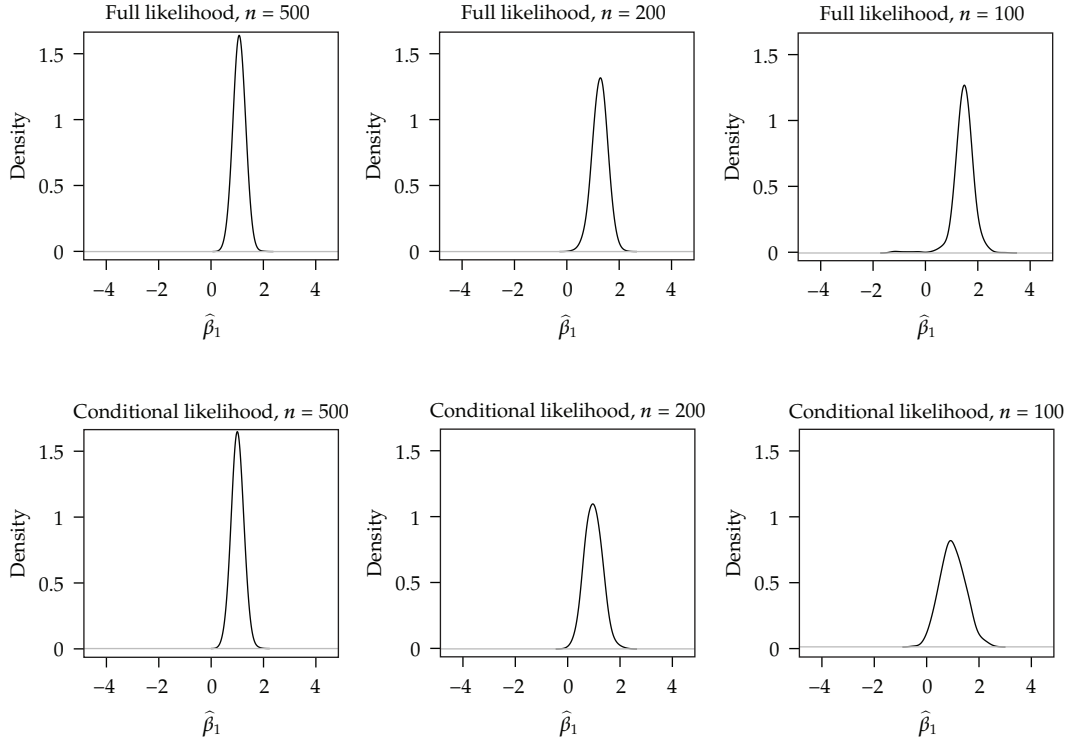 Full likelihood, n = 500
Full likelihood, n = 200
Full likelihood, n = 100
1.5
1
0.5
0
Density
−4 −2 0 2 4
β̂1
1.5
1
0.5
0
Density
−4 −2 0 2 4
β̂1
1.5
1
0.5
0
Density
−4 −2 0 2 4
β̂1
Conditional likelihood, n = 500
Conditional likelihood, n = 200
Conditional likelihood, n = 100
1.5
1
0.5
0
Density
−4 −2 0 2 4
β̂1
1.5
1
0.5
0
Density
−4 −2 0 2 4
β̂1
1.5
1
0.5
0
Density
−4 −2 0 2 4
β̂1